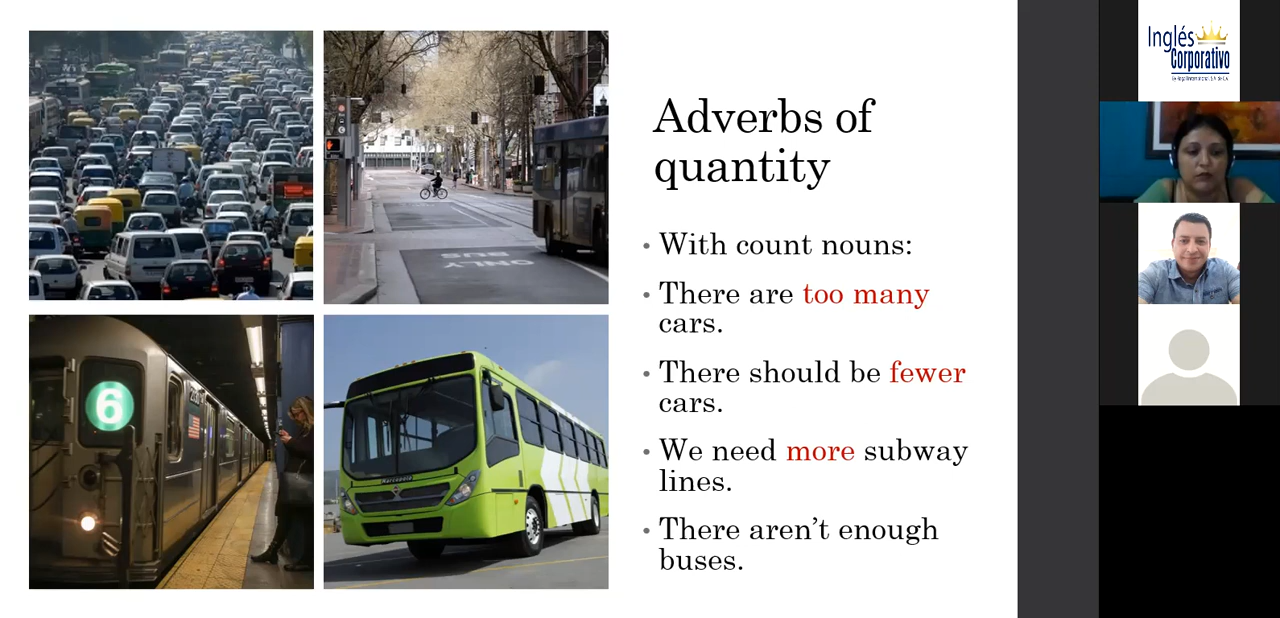 Adverbs of
quantity
• With count nouns:
• There are too many
cars.
• There should be fewer
cars.
• We need more subway
lines.
• There aren’t enough
buses.
6
ONLY
BUS
Inglés
Corporativo